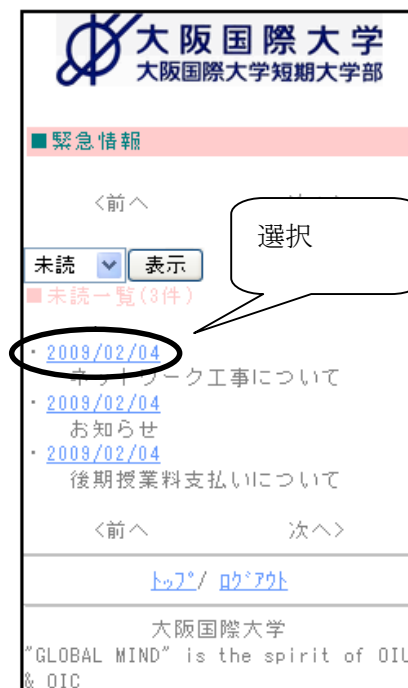 大阪国際大学
大阪国際大学短期大学部
■緊急情報
<前へ
選択
未読 表示
■未読一覧(3件)
・2009/02/04
ネットワーク工事について
・2009/02/04
お知らせ
・2009/02/04
後期授業料支払いについて
<前へ 次へ>
ﾄｯﾌﾟ/ ﾛｸﾞｱｳﾄ
大阪国際大学
"GLOBAL MIND" is the spirit of OIU
& OIC